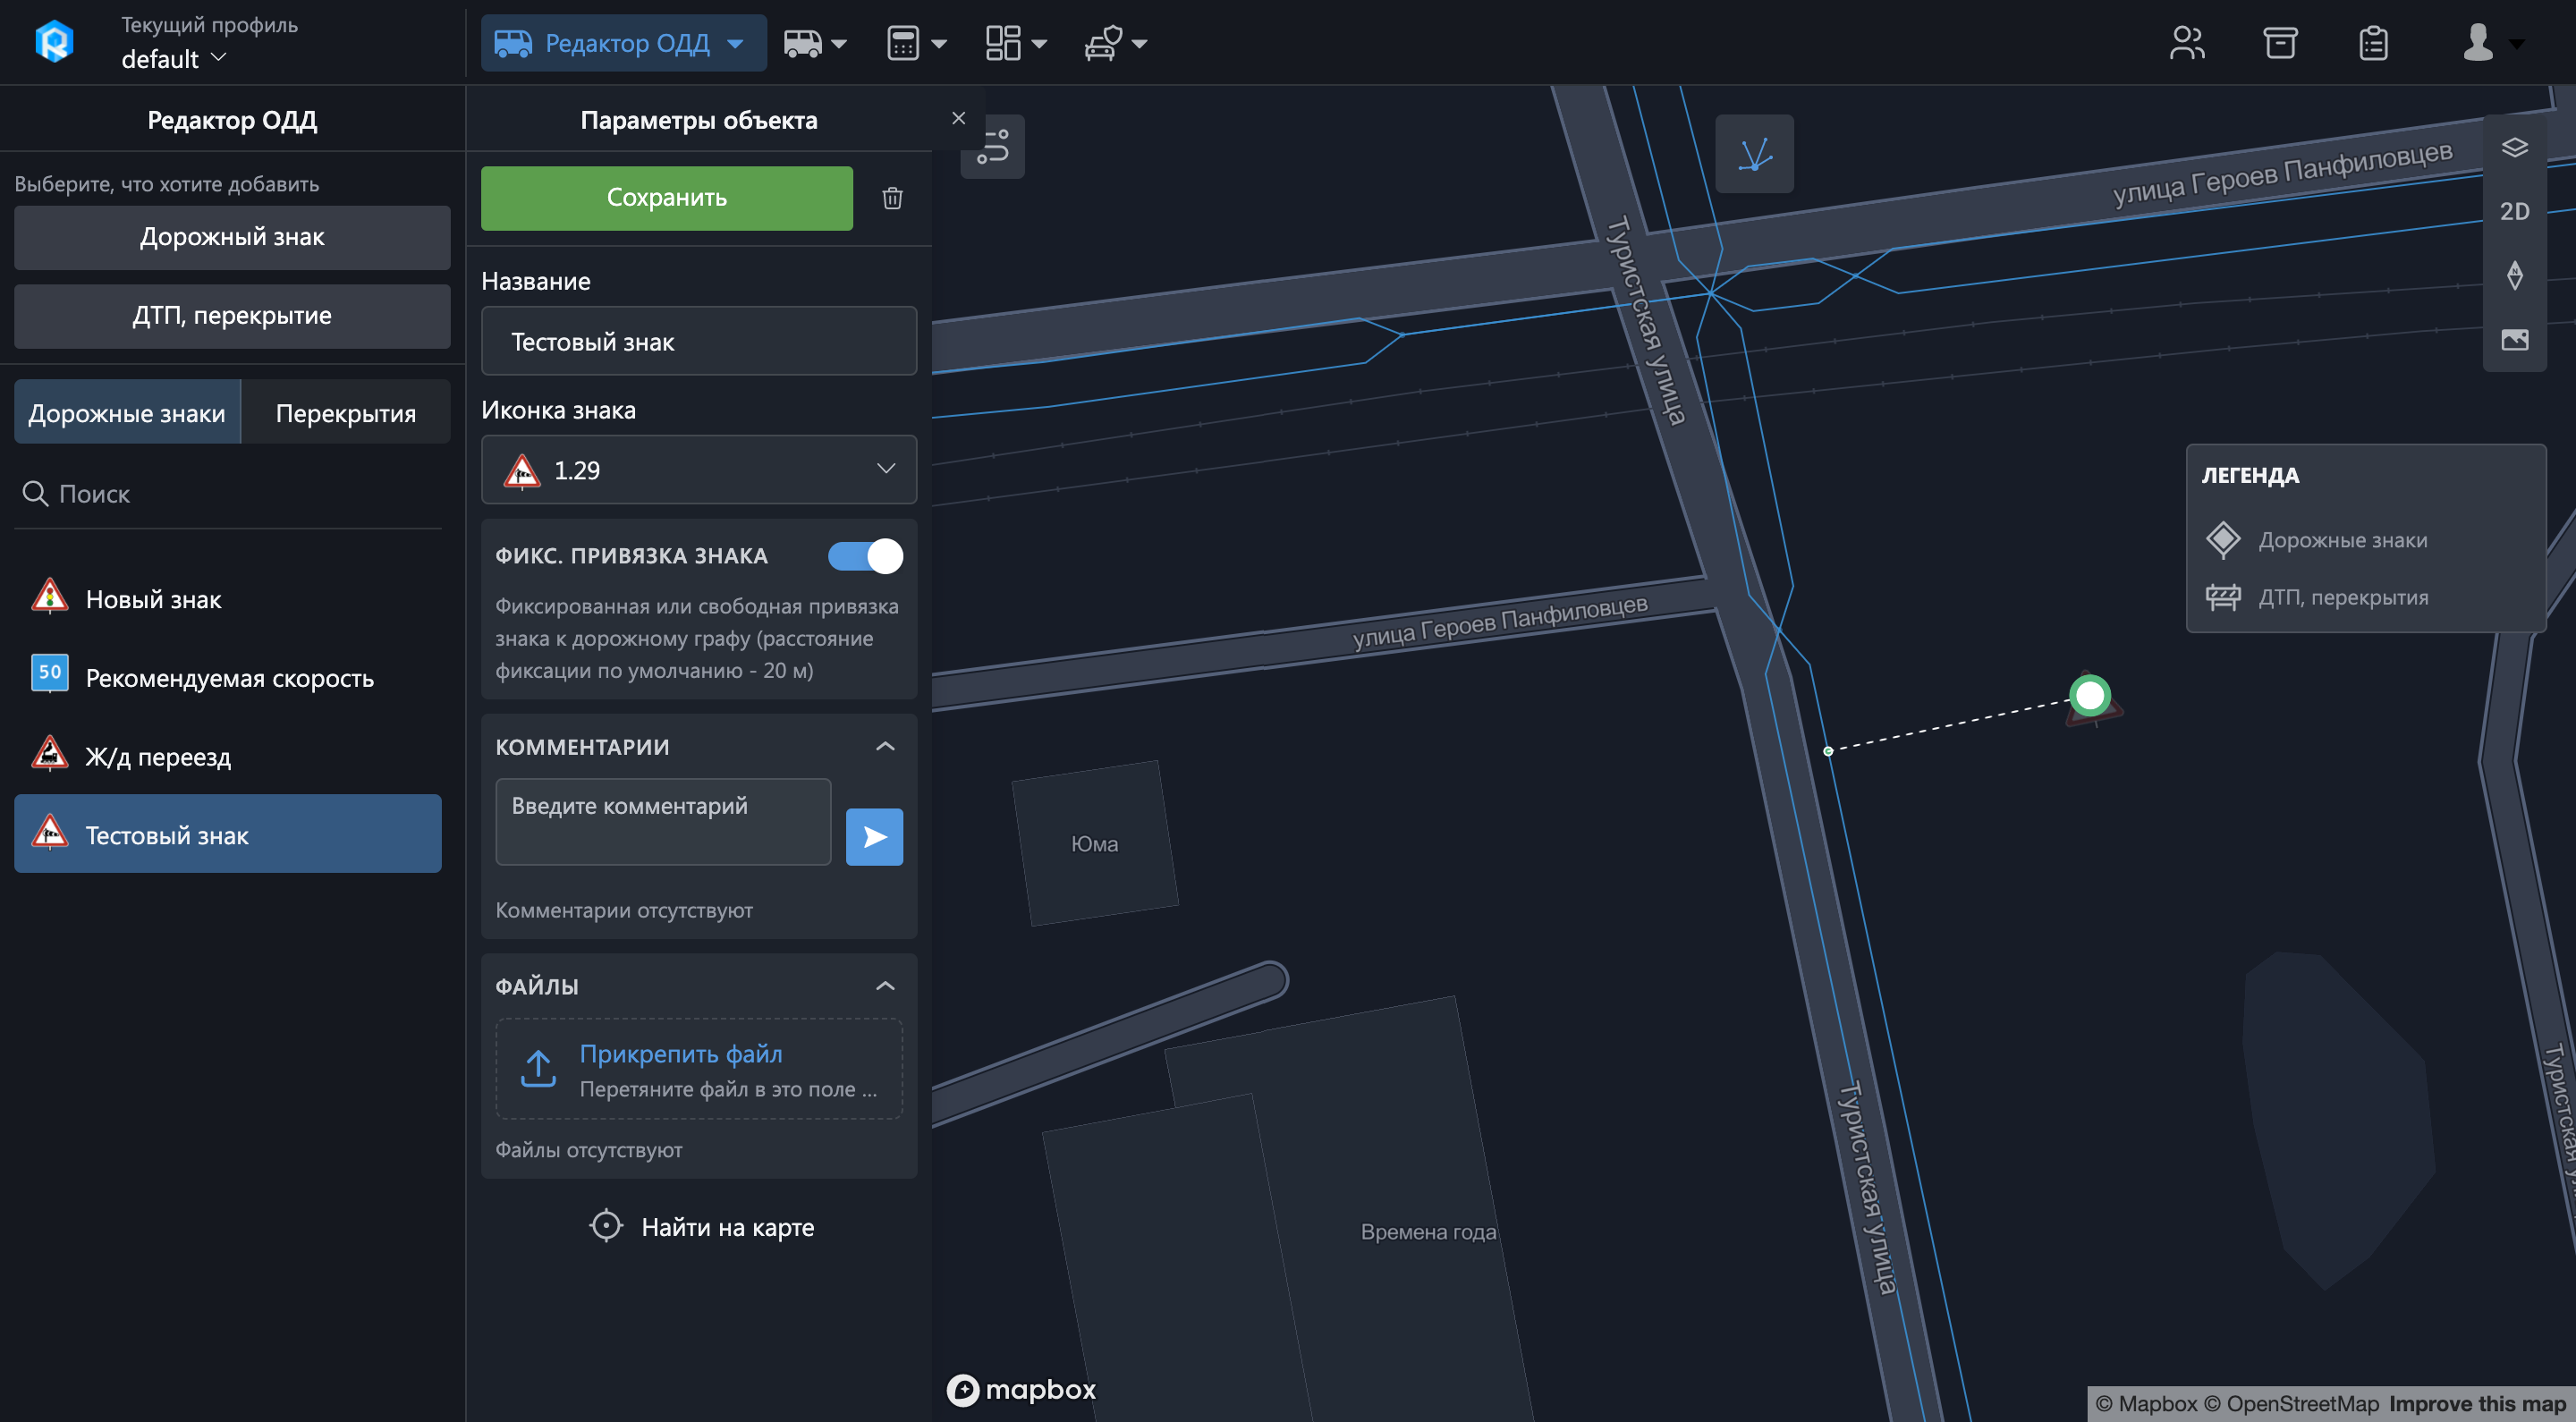 Текущий профиль
default
Редактор ОДД
Редактор ОДД
Выберите, что хотите добавить
Дорожный знак
ДТП, перекрытие
Дорожные знаки
Перекрытия
Поиск
Новый знак
50
Рекомендуемая скорость
Ж/д переезд
Тестовый знак
Параметры объекта
Сохранить
Название
Тестовый знак
Иконка знака
1.29
ФИКС. ПРИВЯЗКА ЗНАКА
Фиксированная или свободная привязка
знака к дорожному графу (расстояние
фиксации по умолчанию - 20 м)
КОММЕНТАРИИ
Введите комментарий
Комментарии отсутствуют
ФАЙЛЫ
Прикрепить файл
Перетяните файл в это поле ...
Файлы отсутствуют
Найти на карте
улица Героев Панфиловцев
Туристская улица
улица Героев Панфиловцев
Юма
Времена года
Туристская улица
Туристская ул
2D
N
ЛЕГЕНДА
Дорожные знаки
ДТП, перекрытия
mapbox
© Mapbox © OpenStreetMap Improve this map